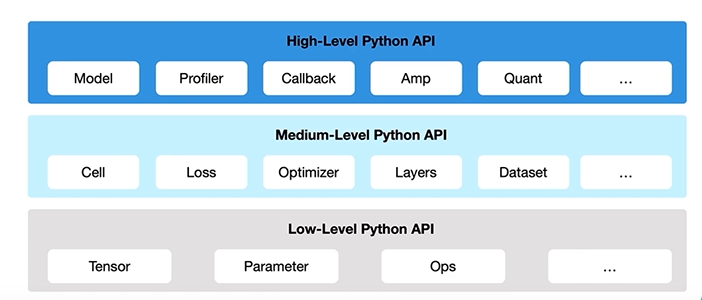 High-Level Python API
Model Profiler Callback Amp Quant ...
Medium-Level Python API
Cell Loss Optimizer Layers Dataset ...
Low-Level Python API
Tensor Parameter Ops ...